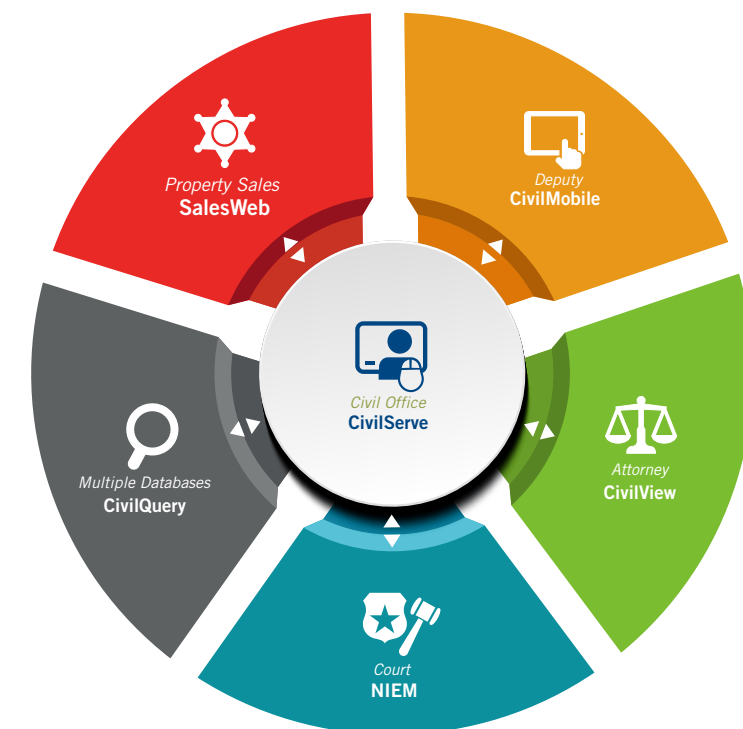 Property Sales
SalesWeb
Deputy
CivilMobile
Civil Office
CivilServe
Multiple Databases
CivilQuery
Attorney
CivilView
Court
NIEM